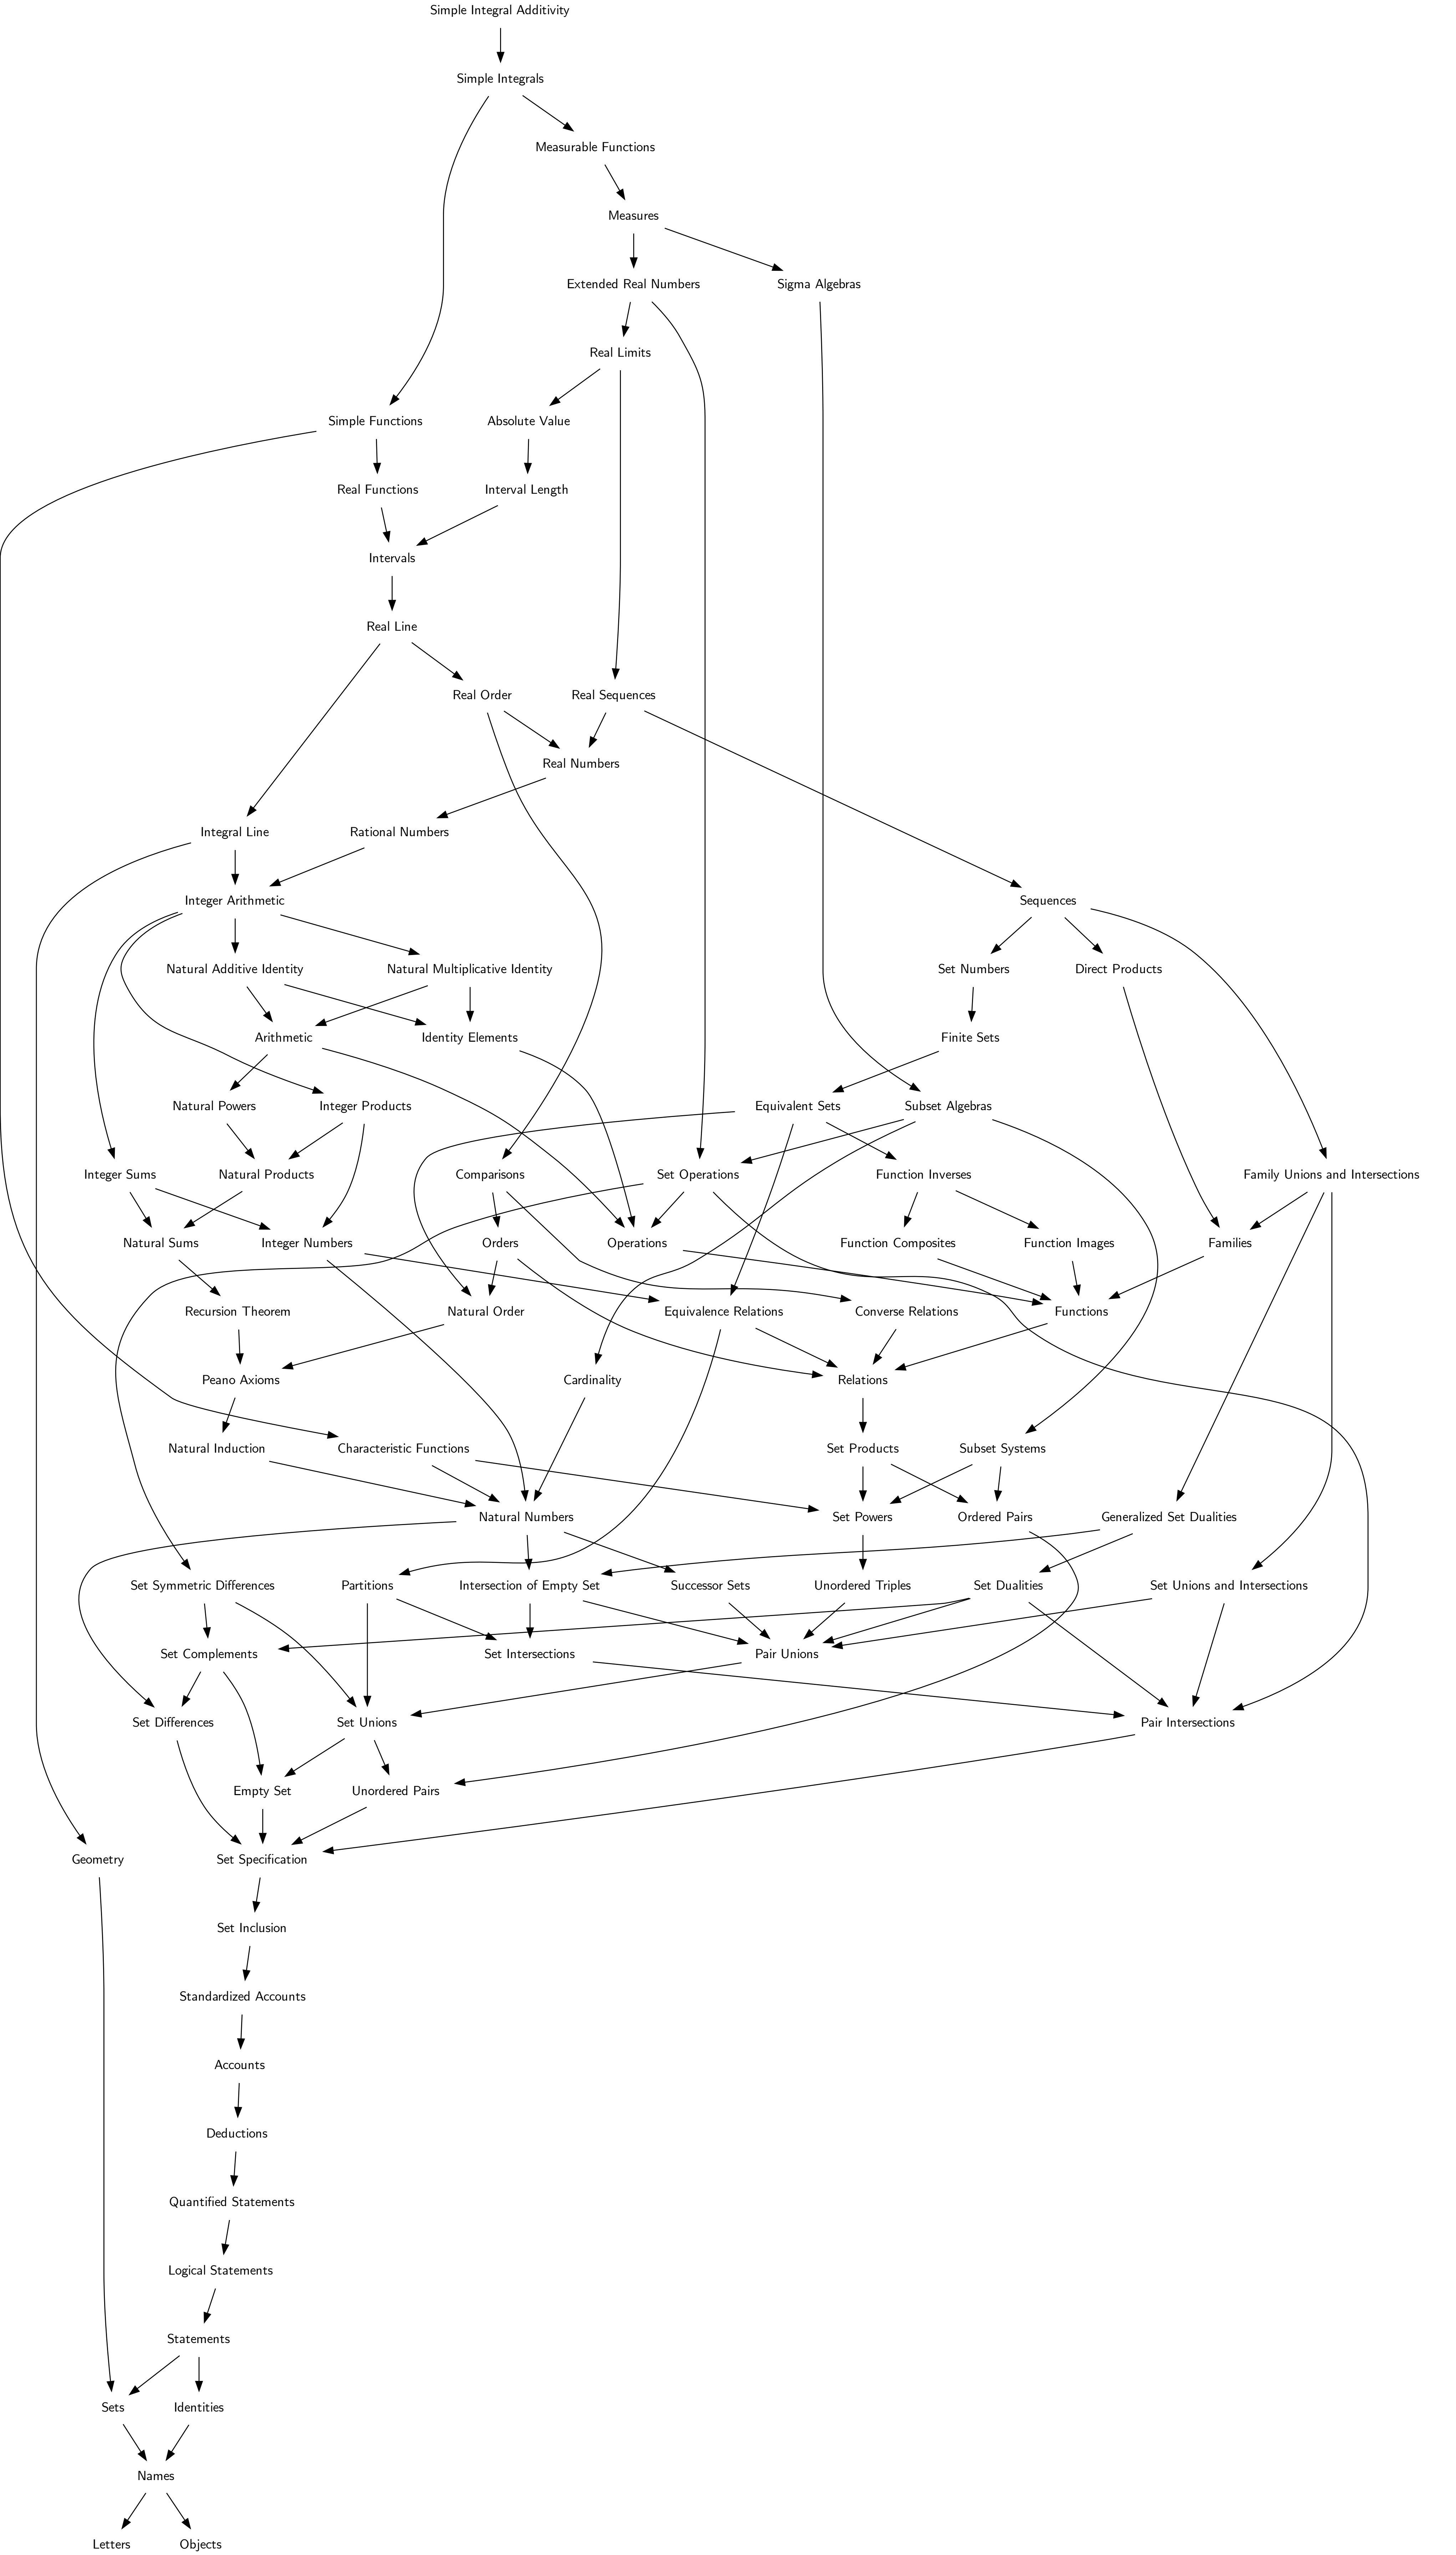 Simple Integral Additivity
Simple Integrals
Measurable Functions
Measures
Extended Real Numbers
Sigma Algebras
Real Limits
Simple Functions
Absolute Value
Real Functions
Interval Length
Intervals
Real Line
Real Order
Real Sequences
Real Numbers
Integral Line
Rational Numbers
Integer Arithmetic
Sequences
Natural Additive Identity
Natural Multiplicative Identity
Set Numbers
Direct Products
Arithmetic
Identity Elements
Finite Sets
Natural Powers
Integer Products
Equivalent Sets
Subset Algebras
Integer Sums
Natural Products
Comparisons
Set Operations
Function Inverses
Family Unions and Intersections
Natural Sums
Integer Numbers
Orders
Operations
Function Composites
Function Images
Families
Recursion Theorem
Natural Order
Equivalence Relations
Converse Relations
Functions
Peano Axioms
Cardinality
Relations
Natural Induction
Characteristic Functions
Set Products
Subset Systems
Natural Numbers
Set Powers
Ordered Pairs
Generalized Set Dualities
Set Symmetric Differences
Partitions
Intersection of Empty Set
Successor Sets
Unordered Triples
Set Dualities
Set Unions and Intersections
Set Complements
Set Intersections
Pair Unions
Set Differences
Set Unions
Pair Intersections
Empty Set
Unordered Pairs
Geometry
Set Specification
Set Inclusion
Standardized Accounts
Accounts
Deductions
Quantified Statements
Logical Statements
Statements
Sets
Identities
Names
Letters
Objects